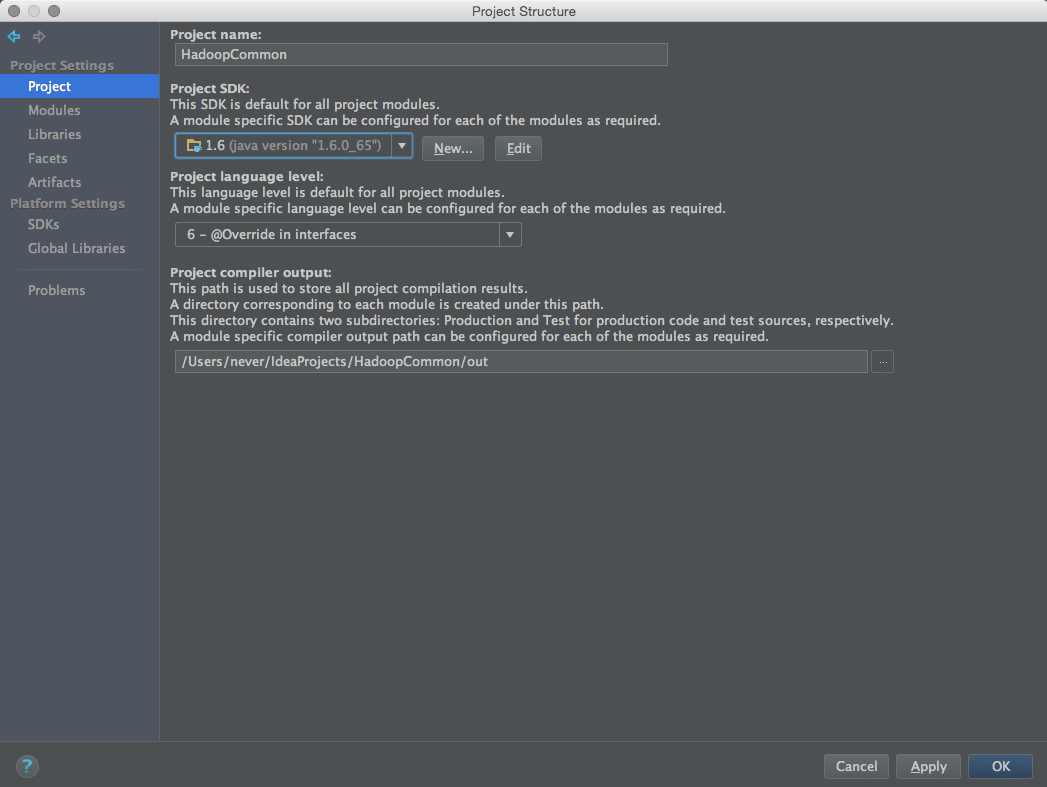 Project Structure
Project Settings
Project
Modules
Libraries
Facets
Artifacts
Platform Settings
SDKs
Global Libraries
Problems
Project name:
HadoopCommon
Project SDK:
This SDK is default for all project modules.
A module specific SDK can be configured for each of the modules as required.
1.6 (java version "1.6.0_65")
New...
Edit
Project language level:
This language level is default for all project modules.
A module specific language level can be configured for each of the modules as required.
6 – @Override in interfaces
Project compiler output:
This path is used to store all project compilation results.
A directory corresponding to each module is created under this path.
This directory contains two subdirectories: Production and Test for production code and test sources, respectively.
A module specific compiler output path can be configured for each of the modules as required.
/Users/never/IdeaProjects/HadoopCommon/out
...
?
Cancel
Apply
OK